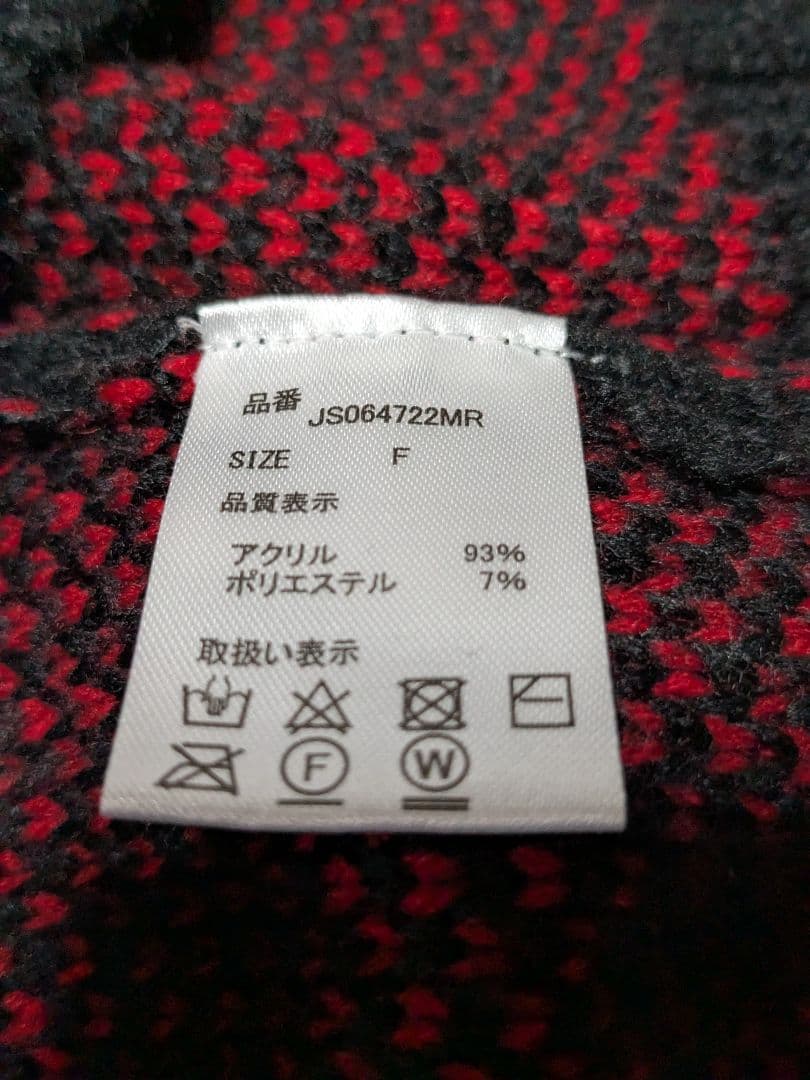 品番 JS064722MR
SIZE F
品質表示
アクリル 93%
ポリエステル 7%
取扱い表示
F W